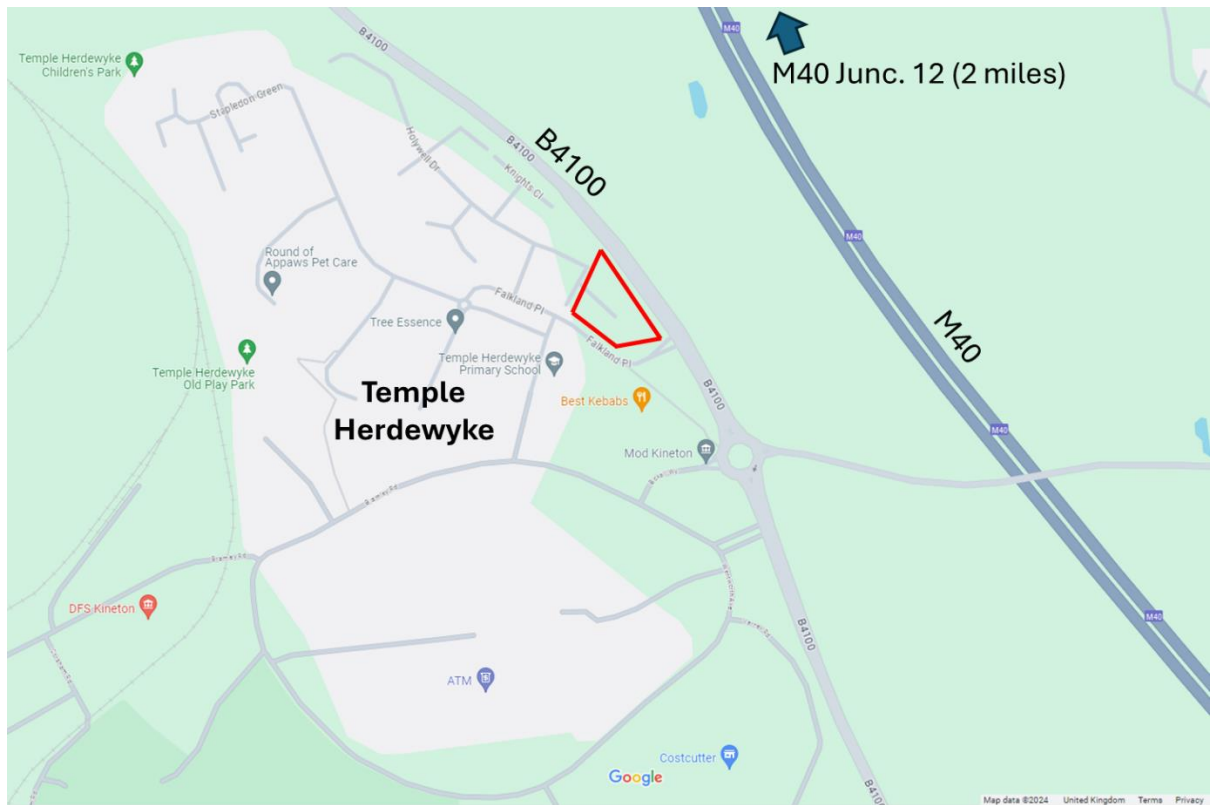 Temple Herdewyke
Children's Park
Stapledon Green
B4100
M40
M40 Junc. 12 (2 miles)
Holywell Dr
B4100
Knights Cl
B4100
M40
Round of
Appaws Pet Care
Falkland Pl
Tree Essence
Temple Herdewyke
Primary School
Falkland Pl
Temple Herdewyke
Old Play Park
M40
Temple
Herdewyke
Best Kebabs
B4100
M40
Mod Kineton
DFS Kineton
M40
B4100
ATM
Costcutter
B4100
Google
Map data ©2024 United Kingdom Terms Privacy